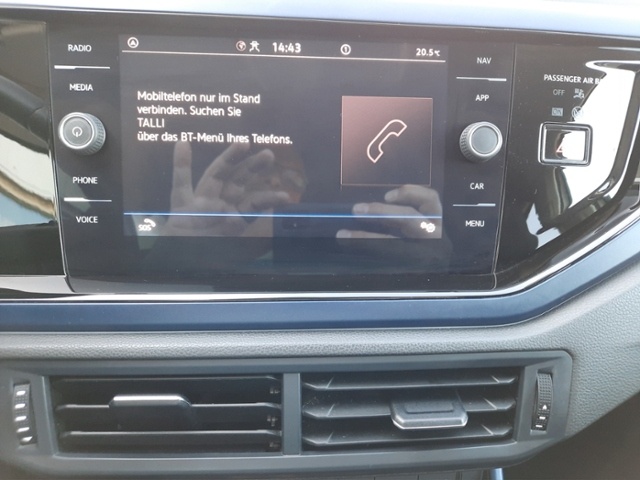 RADIO
MEDIA
PHONE
VOICE
14:43
20.5°C
Mobiltelefon nur im Stand
verbinden. Suchen Sie
TALLI
über das BT-Menü Ihres Telefons.
SOS
NAV
APP
CAR
MENU
PASSENGER AIR B
OFF